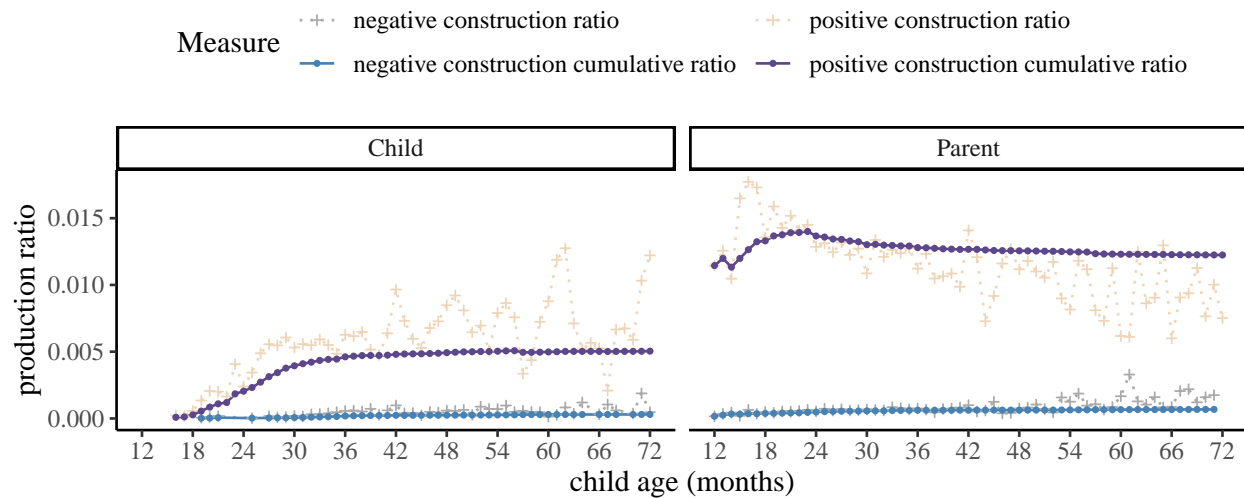 Measure
negative construction ratio
positive construction ratio
negative construction cumulative ratio
positive construction cumulative ratio
Child
Parent
production ratio
0.015
0.010
0.005
0.000
12 18 24 30 36 42 48 54 60 66 72
12 18 24 30 36 42 48 54 60 66 72
child age (months)